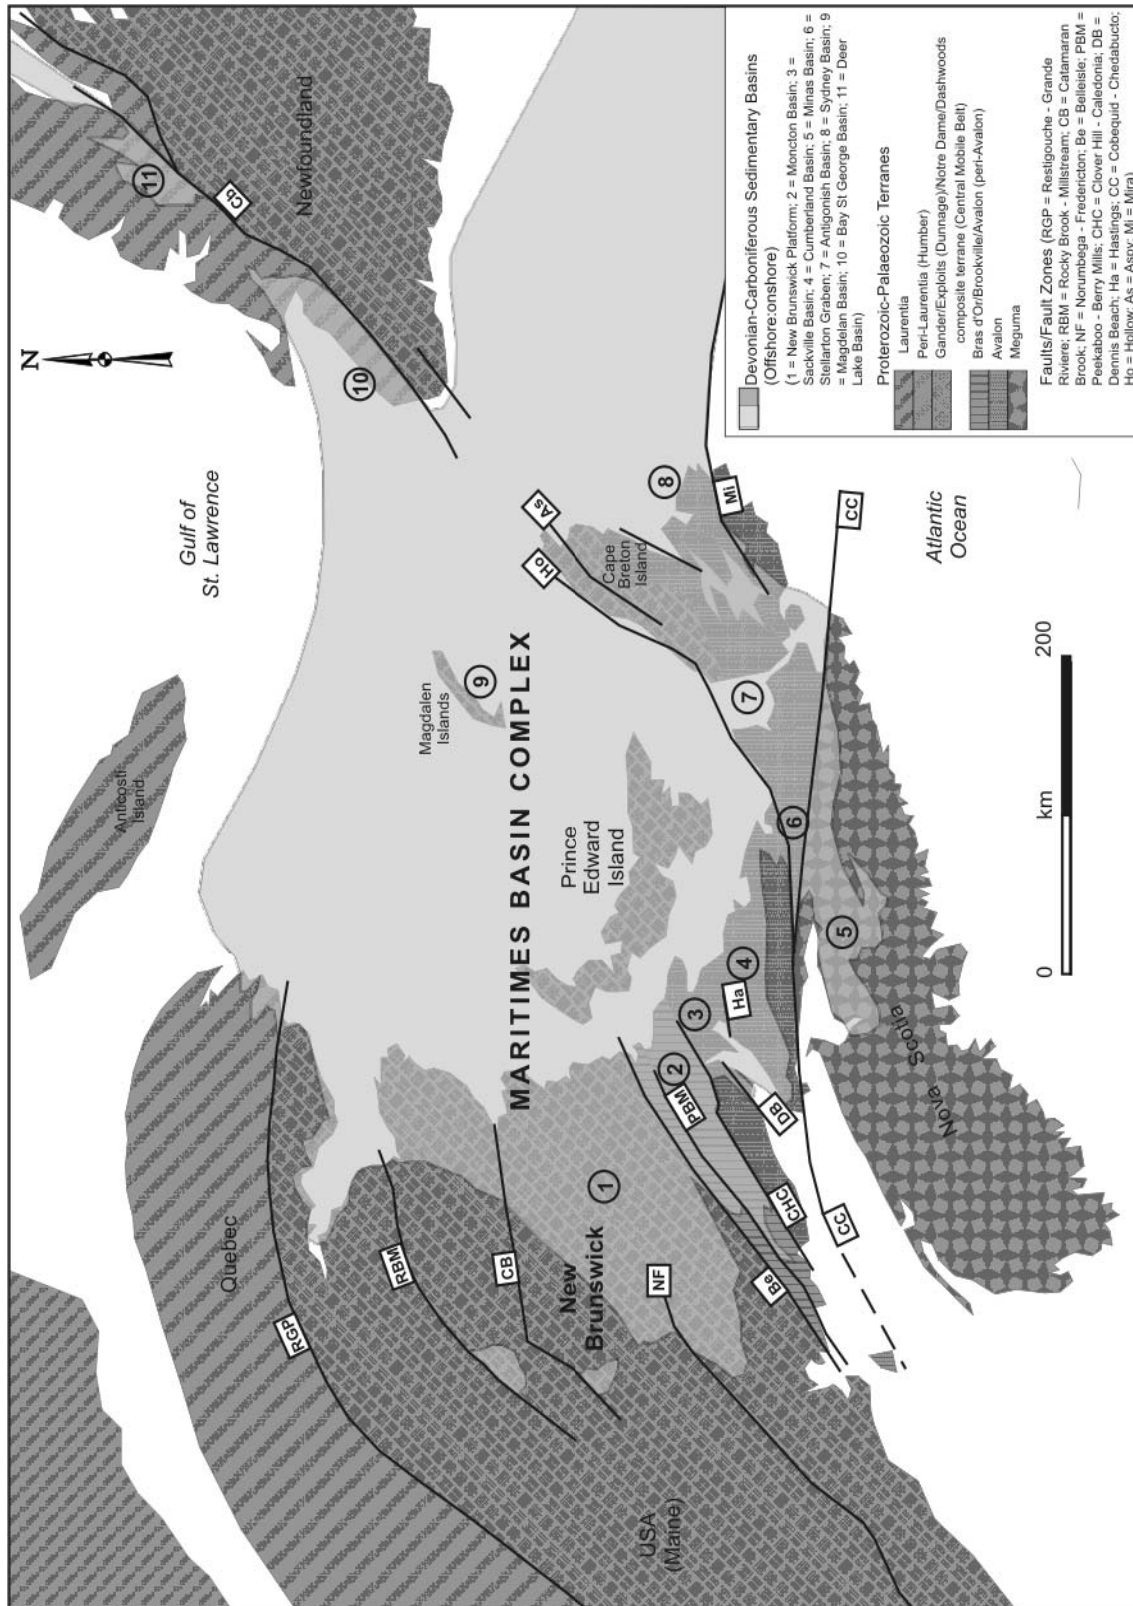 N
Gulf of
St. Lawrence
Anticosti
Island
Quebec
RGP
RBM
CB
New
Brunswick
NF
USA
(Maine)
1
MARITIMES BASIN COMPLEX
Magdalen
Islands
9
Prince
Edward
Island
Newfoundland
11
Cb
10
As
Ho
Cape
Breton
Island
8
Mi
7
6
CC
Atlantic
Ocean
2
PBM
3
4
Ha
5
DB
CHC
Be
CC
Nova Scotia
0
km
200
Devonian-Carboniferous Sedimentary Basins
(Offshore:onshore)
(1 = New Brunswick Platform; 2 = Moncton Basin; 3 =
Sackville Basin; 4 = Cumberland Basin; 5 = Minas Basin; 6 =
Stellarton Graben; 7 = Antigonish Basin; 8 = Sydney Basin; 9
= Magdelan Basin; 10 = Bay St George Basin; 11 = Deer
Lake Basin)
Proterozoic-Palaeozoic Terranes
Laurentia
Peri-Laurentia (Humber)
Gander/Exploits (Dunnage)/Notre Dame/Dashwoods
composite terrane (Central Mobile Belt)
Bras d'Or/Brookville/Avalon (peri-Avalon)
Avalon
Meguma
Faults/Fault Zones (RGP = Restigouche - Grande
Riviere; RBM = Rocky Brook - Millstream; CB = Catamaran
Brook; NF = Norumbega - Fredericton; Be = Belleisle; PBM =
Peekaboo - Berry Mills; CHC = Clover Hill - Caledonia; DB =
Dennis Beach; Ha = Hastings; CC = Cobequid - Chedabucto;
Ho = Hollow; As = Aspy; Mi = Mira)